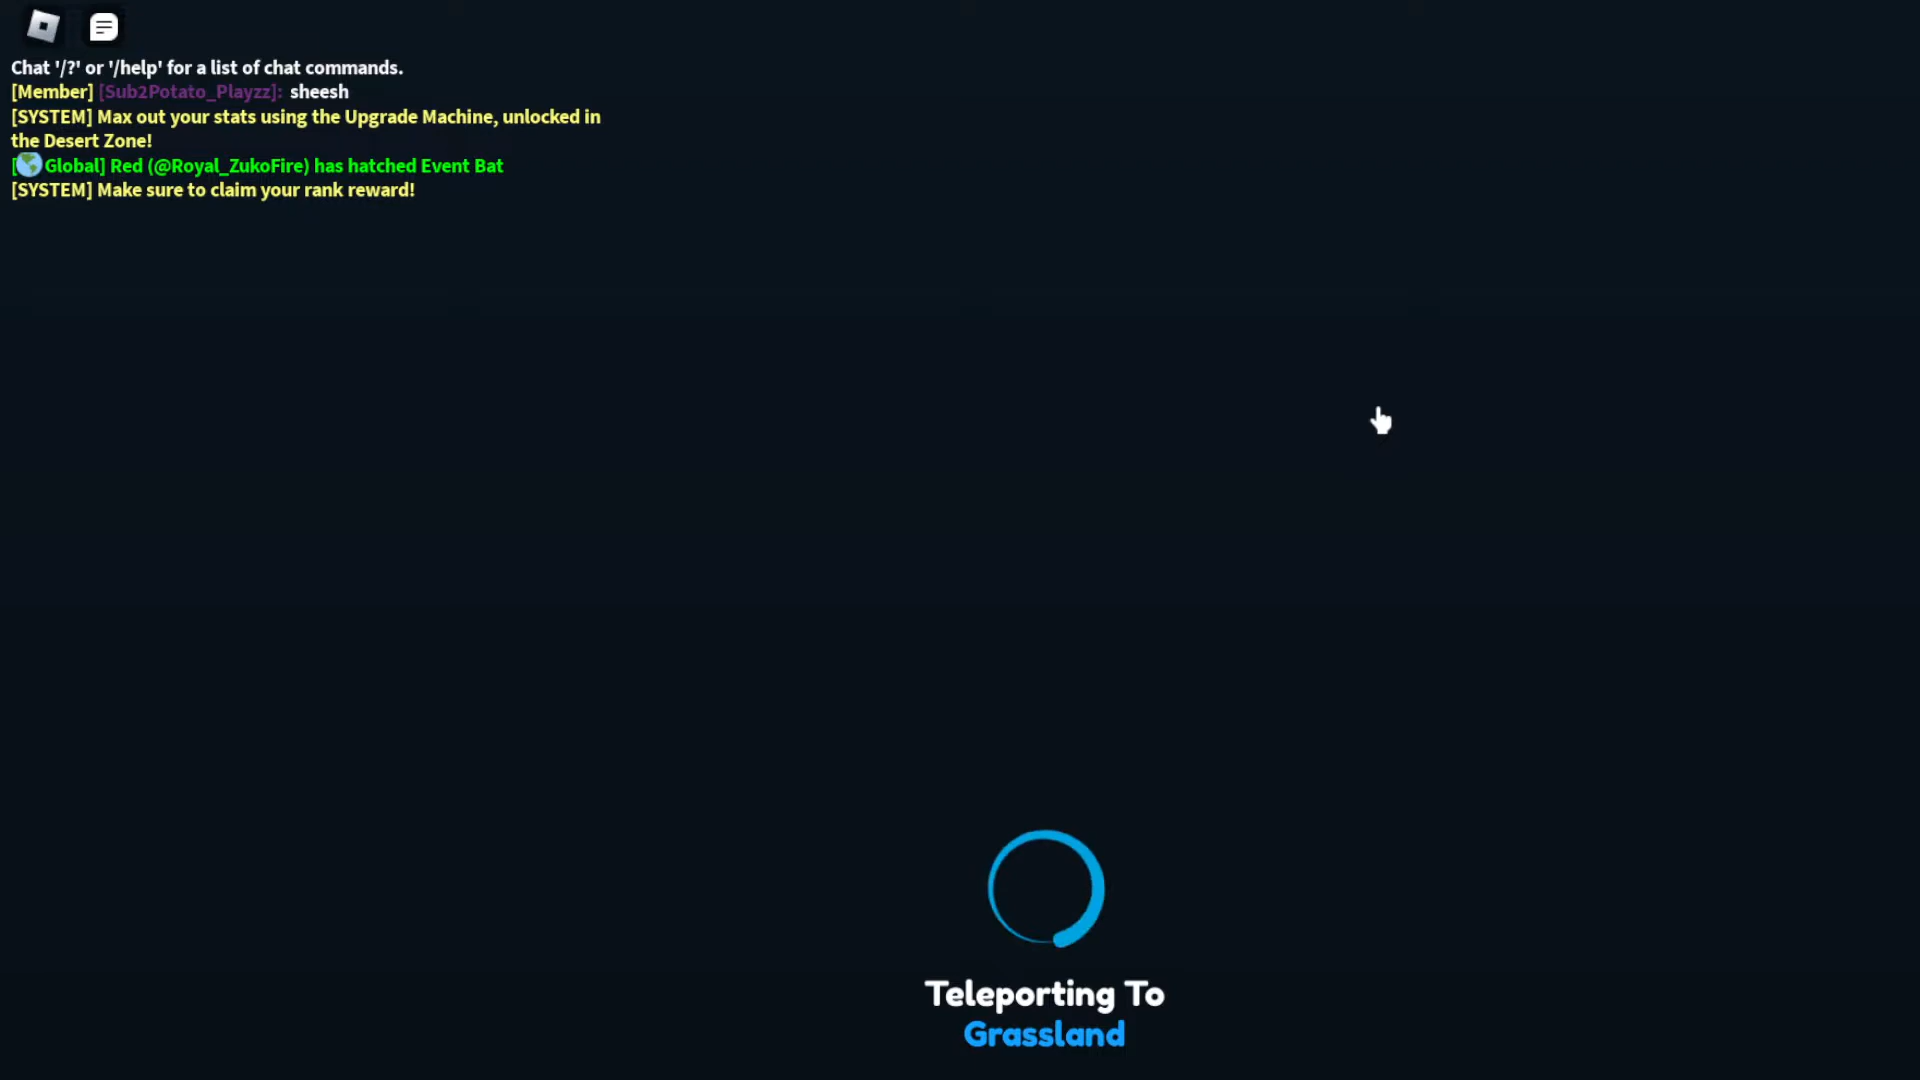 Chat '/?' or '/help' for a list of chat commands.
[Member] [Sub2Potato_Playzz]: sheesh
[SYSTEM] Max out your stats using the Upgrade Machine, unlocked in
the Desert Zone!
[🌎Global] Red (@Royal_ZukoFire) has hatched Event Bat
[SYSTEM] Make sure to claim your rank reward!
Teleporting To
Grassland